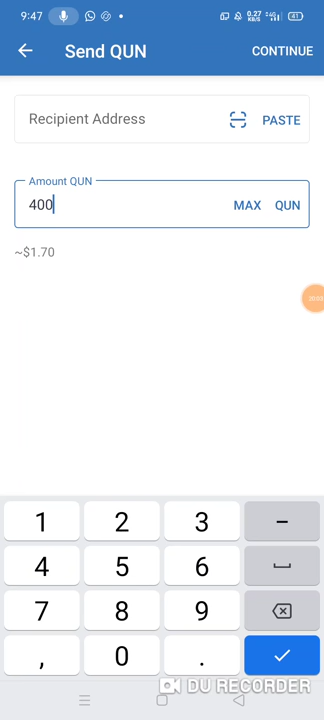 9:47
0.27 KB/S 4G 41
Send QUN
CONTINUE
Recipient Address
PASTE
Amount QUN
400
MAX QUN
~$1.70
1 2 3 –
4 5 6
7 8 9
, 0 .
DU RECORDER